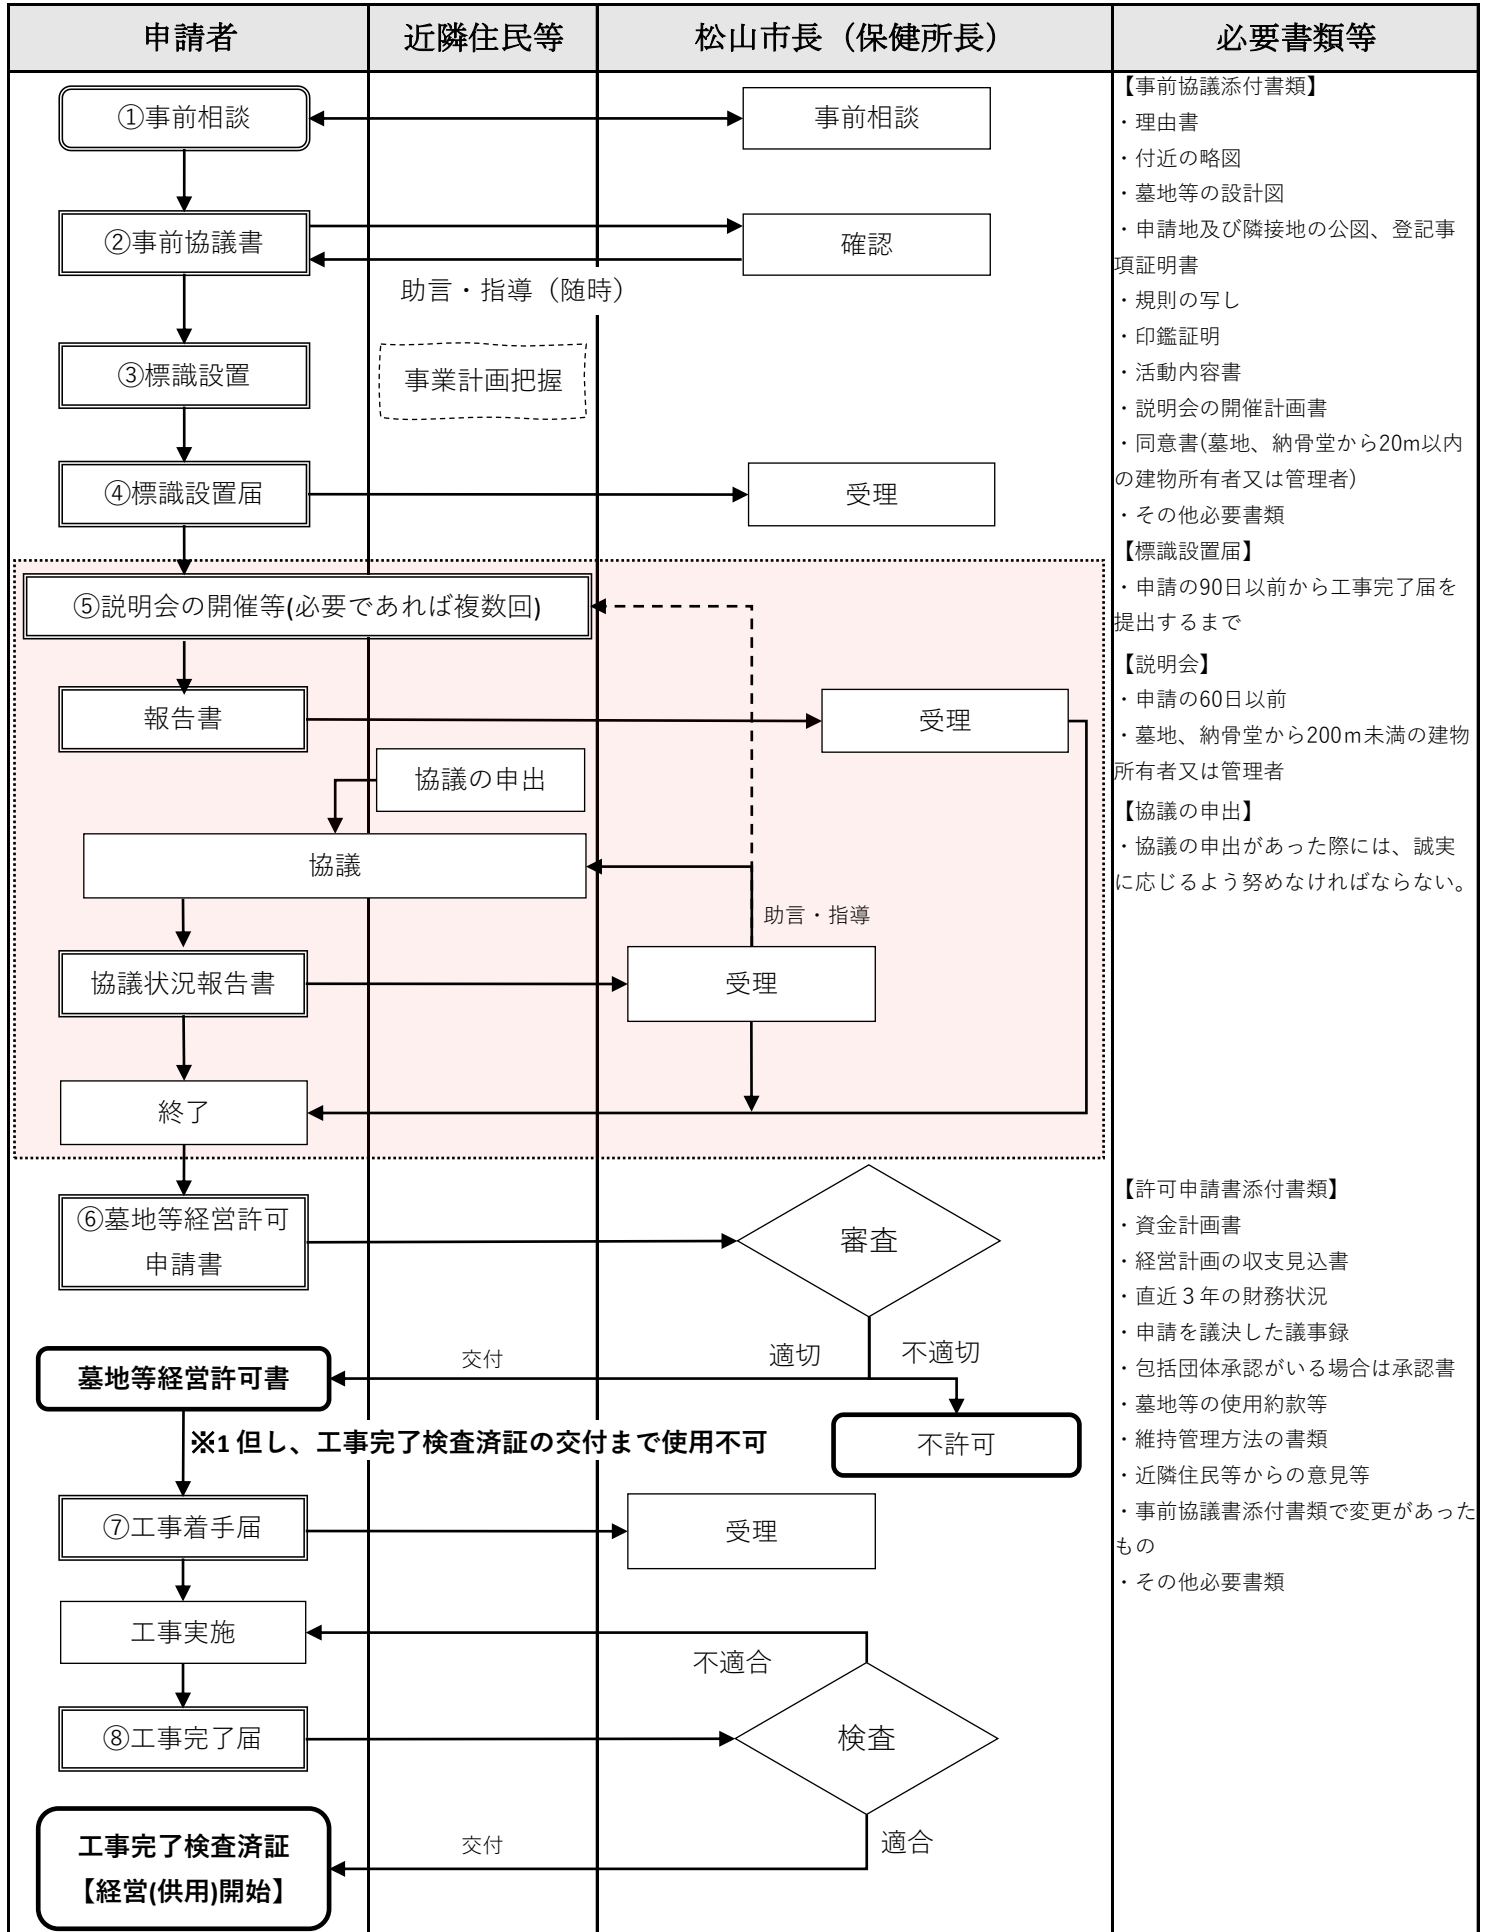 申請者
近隣住民等
松山市長（保健所長）
必要書類等
①事前相談
事前相談
②事前協議書
確認
助言・指導（随時）
③標識設置
事業計画把握
④標識設置届
受理
⑤説明会の開催等(必要であれば複数回)
報告書
受理
協議の申出
協議
助言・指導
協議状況報告書
受理
終了
⑥墓地等経営許可
申請書
審査
適切
不適切
交付
墓地等経営許可書
不許可
※1 但し、工事完了検査済証の交付まで使用不可
⑦工事着手届
受理
工事実施
不適合
⑧工事完了届
検査
適合
交付
工事完了検査済証
【経営(供用)開始】
【事前協議添付書類】
・理由書
・付近の略図
・墓地等の設計図
・申請地及び隣接地の公図、登記事
項証明書
・規則の写し
・印鑑証明
・活動内容書
・説明会の開催計画書
・同意書(墓地、納骨堂から20m以内
の建物所有者又は管理者)
・その他必要書類
【標識設置届】
・申請の90日以前から工事完了届を
提出するまで
【説明会】
・申請の60日以前
・墓地、納骨堂から200ｍ未満の建物
所有者又は管理者
【協議の申出】
・協議の申出があった際には、誠実
に応じるよう努めなければならない。
【許可申請書添付書類】
・資金計画書
・経営計画の収支見込書
・直近３年の財務状況
・申請を議決した議事録
・包括団体承認がいる場合は承認書
・墓地等の使用約款等
・維持管理方法の書類
・近隣住民等からの意見等
・事前協議書添付書類で変更があった
もの
・その他必要書類